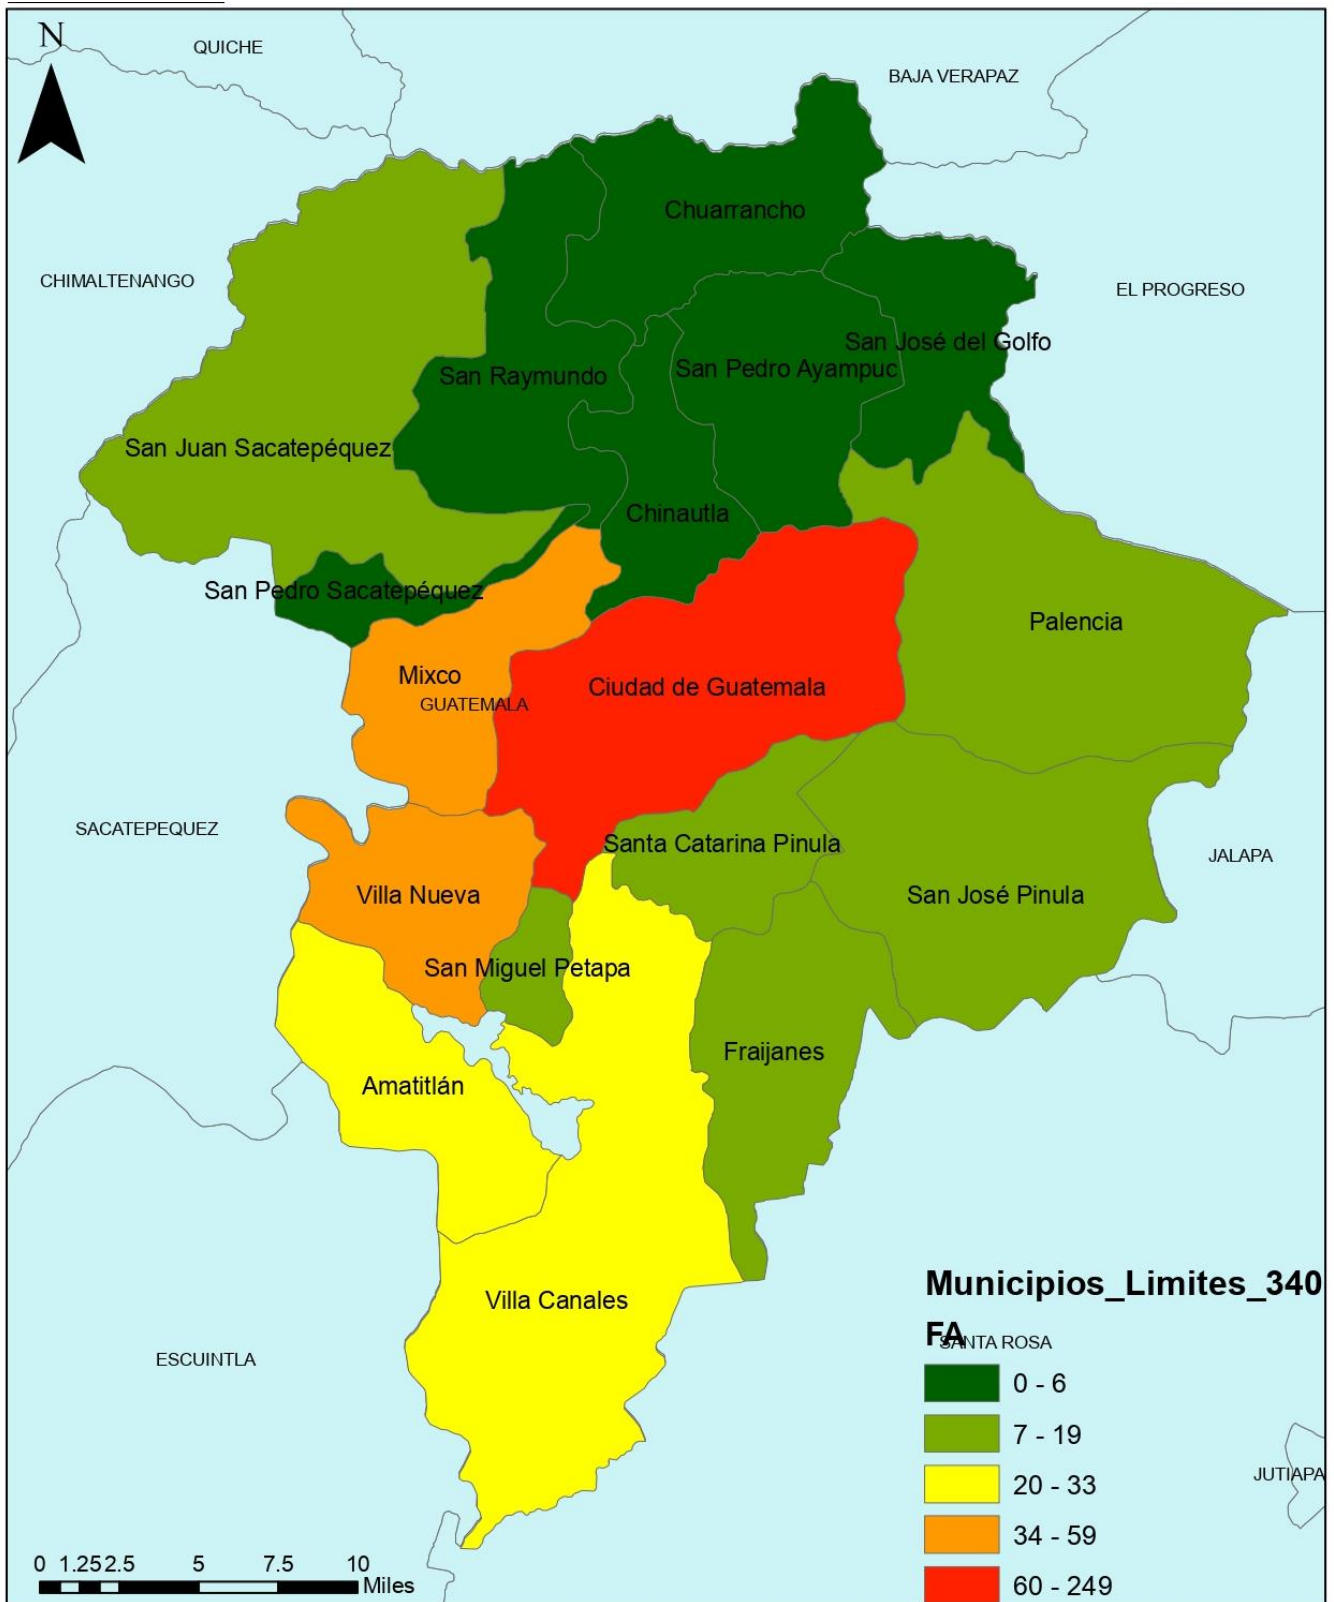 N
QUICHE
BAJA VERAPAZ
Chuarrancho
CHIMALTENANGO
EL PROGRESO
San José del Golfo
San Pedro Ayampuc
San Raymundo
San Juan Sacatepéquez
Chinautla
San Pedro Sacatepéquez
Palencia
Mixco
Ciudad de Guatemala
GUATEMALA
SACATEPEQUEZ
Santa Catarina Pinula
JALAPA
Villa Nueva
San José Pinula
San Miguel Petapa
Fraijanes
Amatitlán
Villa Canales
ESCUINTLA
Municipios_Limites_340
FA
SANTA ROSA
0 - 6
7 - 19
20 - 33
34 - 59
60 - 249
JUTIAPA
0 1.25 2.5 5 7.5 10
Miles